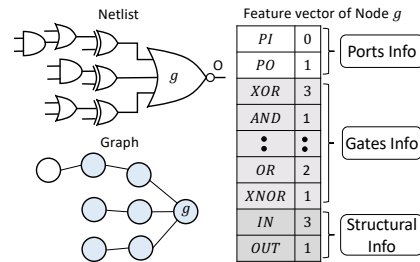 Netlist
g
O
Graph
g
Feature vector of Node g
PI 0
PO 1
XOR 3
AND 1
OR 2
XNOR 1
IN 3
OUT 1
Ports Info
Gates Info
Structural
Info